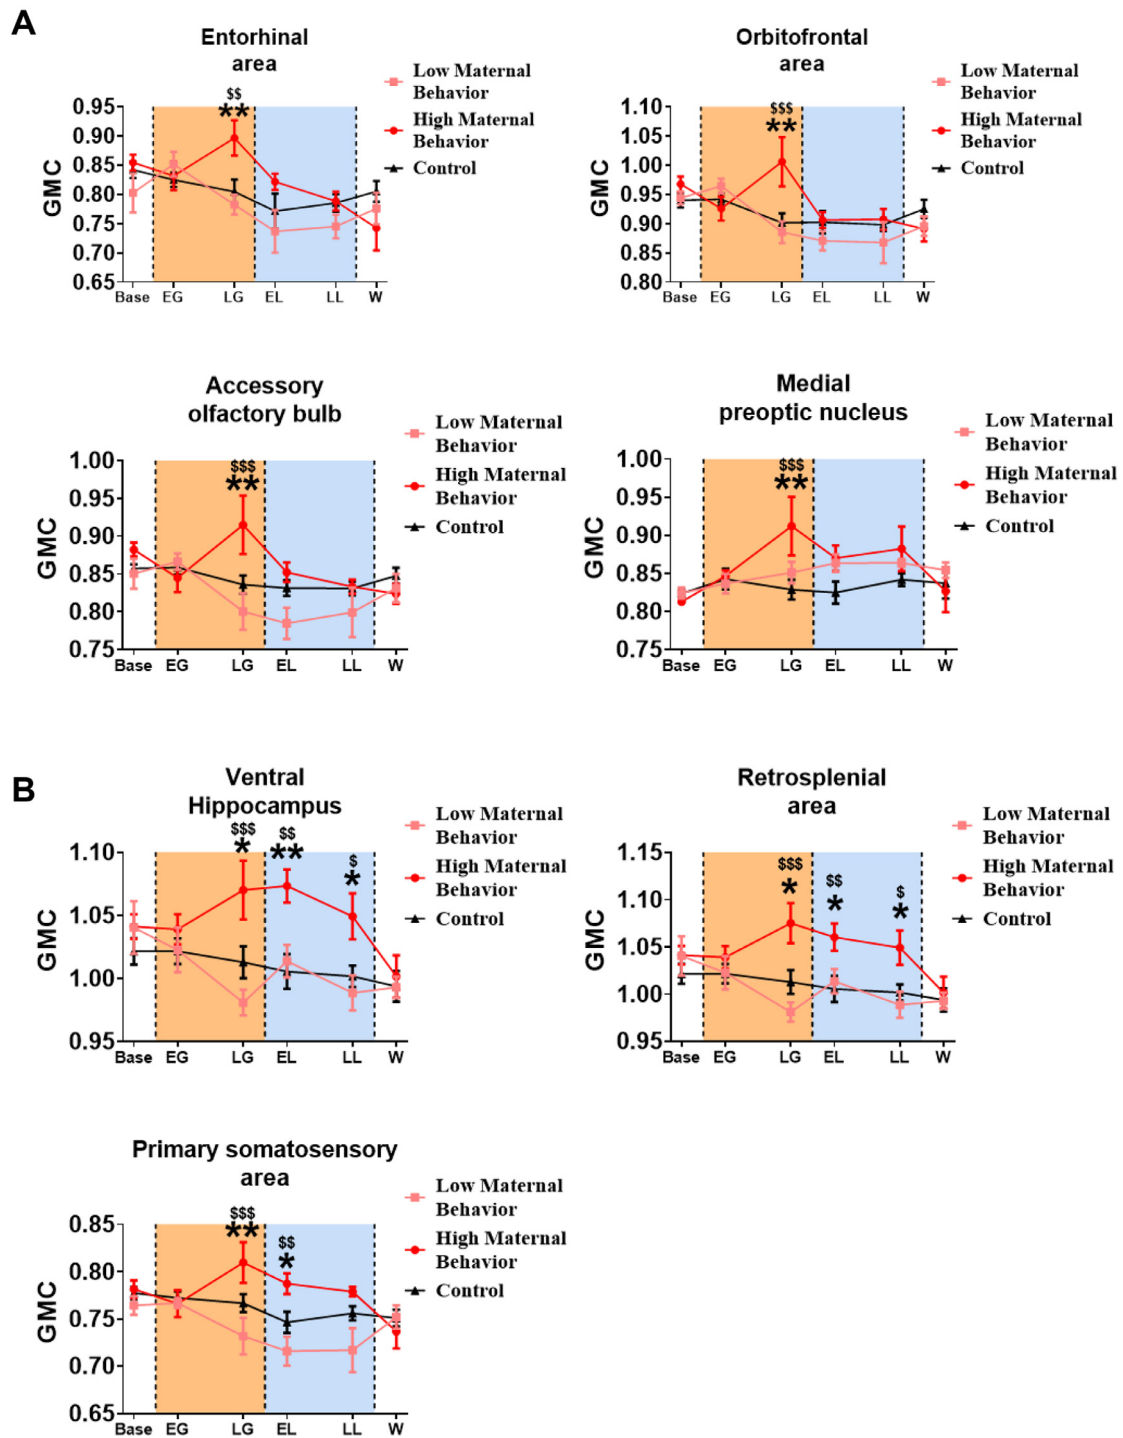 A
Entorhinal
area
Low Maternal
Behavior
High Maternal
Behavior
Control
$$
**
GMC
0.95
0.90
0.85
0.80
0.75
0.70
0.65
Base EG LG EL LL W
Orbitofrontal
area
Low Maternal
Behavior
High Maternal
Behavior
Control
$$$
**
GMC
1.10
1.05
1.00
0.95
0.90
0.85
0.80
Base EG LG EL LL W
Accessory
olfactory bulb
Low Maternal
Behavior
High Maternal
Behavior
Control
$$$
**
GMC
1.00
0.95
0.90
0.85
0.80
0.75
Base EG LG EL LL W
Medial
preoptic nucleus
Low Maternal
Behavior
High Maternal
Behavior
Control
$$$
**
GMC
1.00
0.95
0.90
0.85
0.80
0.75
Base EG LG EL LL W
B
Ventral
Hippocampus
Low Maternal
Behavior
High Maternal
Behavior
Control
$$$ $$ $
* ** *
GMC
1.10
1.05
1.00
0.95
Base EG LG EL LL W
Retrosplenial
area
Low Maternal
Behavior
High Maternal
Behavior
Control
$$$ $$ $
* * *
GMC
1.15
1.10
1.05
1.00
0.95
Base EG LG EL LL W
Primary somatosensory
area
Low Maternal
Behavior
High Maternal
Behavior
Control
$$$ $$
** *
GMC
0.85
0.80
0.75
0.70
0.65
Base EG LG EL LL W